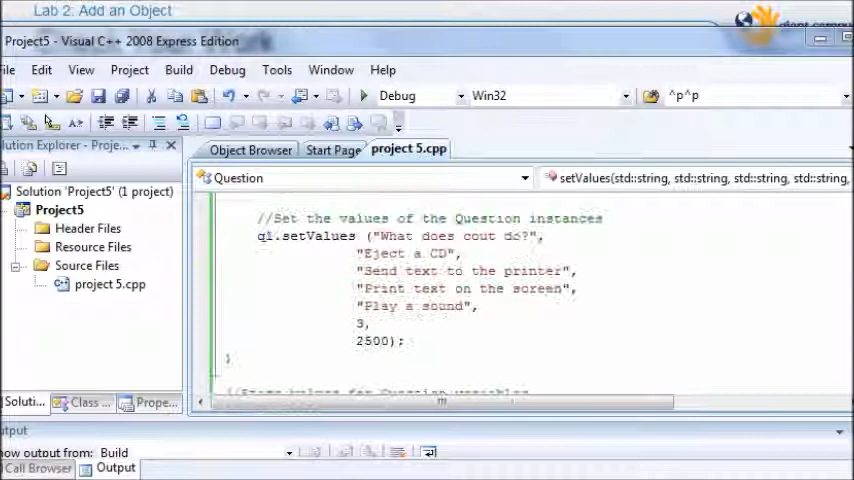 Lab 2: Add an Object
Project5 - Visual C++ 2008 Express Edition
File Edit View Project Build Debug Tools Window Help
Debug Win32 ^p^p
Solution Explorer - Proje...
Object Browser Start Page project 5.cpp
Question setValues(std::string, std::string, std::string, std::string,
Solution 'Project5' (1 project)
Project5
Header Files
Resource Files
Source Files
project 5.cpp
//Set the values of the Question instances
q1.setValues ("What does cout do?",
"Eject a CD",
"Send text to the printer",
"Print text on the screen",
"Play a sound",
3,
2500);
}
//Store values for Question variables
Soluti... Class ... Prope...
Output
Show output from: Build
Call Browser Output